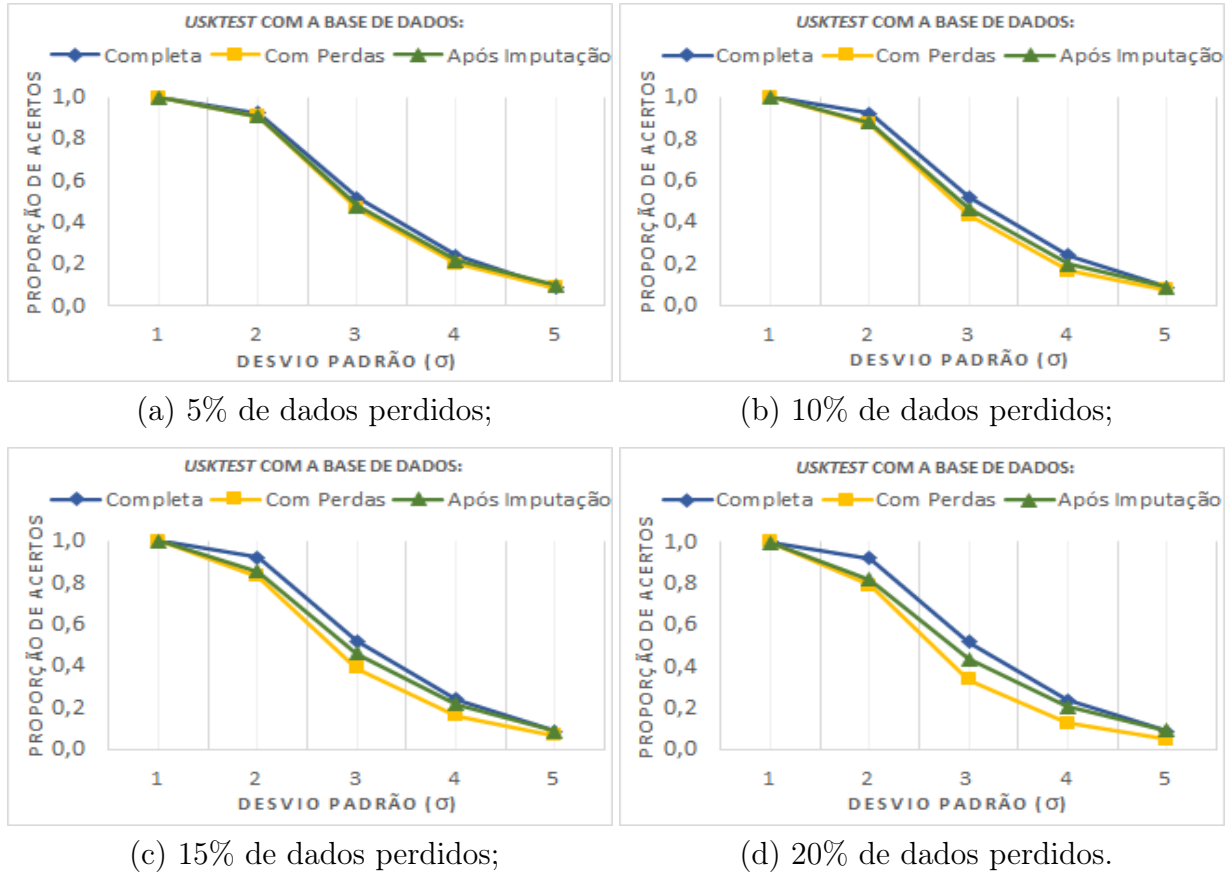 USKTEST COM A BASE DE DADOS:
Completa Com Perdas Após Imputação
PROPORÇÃO DE ACERTOS
1,0
0,8
0,6
0,4
0,2
0,0
1 2 3 4 5
DESVIO PADRÃO (σ)
(a) 5% de dados perdidos;
USKTEST COM A BASE DE DADOS:
Completa Com Perdas Após Imputação
PROPORÇÃO DE ACERTOS
1,0
0,8
0,6
0,4
0,2
0,0
1 2 3 4 5
DESVIO PADRÃO (σ)
(b) 10% de dados perdidos;
USKTEST COM A BASE DE DADOS:
Completa Com Perdas Após Imputação
PROPORÇÃO DE ACERTOS
1,0
0,8
0,6
0,4
0,2
0,0
1 2 3 4 5
DESVIO PADRÃO (σ)
(c) 15% de dados perdidos;
USKTEST COM A BASE DE DADOS:
Completa Com Perdas Após Imputação
PROPORÇÃO DE ACERTOS
1,0
0,8
0,6
0,4
0,2
0,0
1 2 3 4 5
DESVIO PADRÃO (σ)
(d) 20% de dados perdidos.